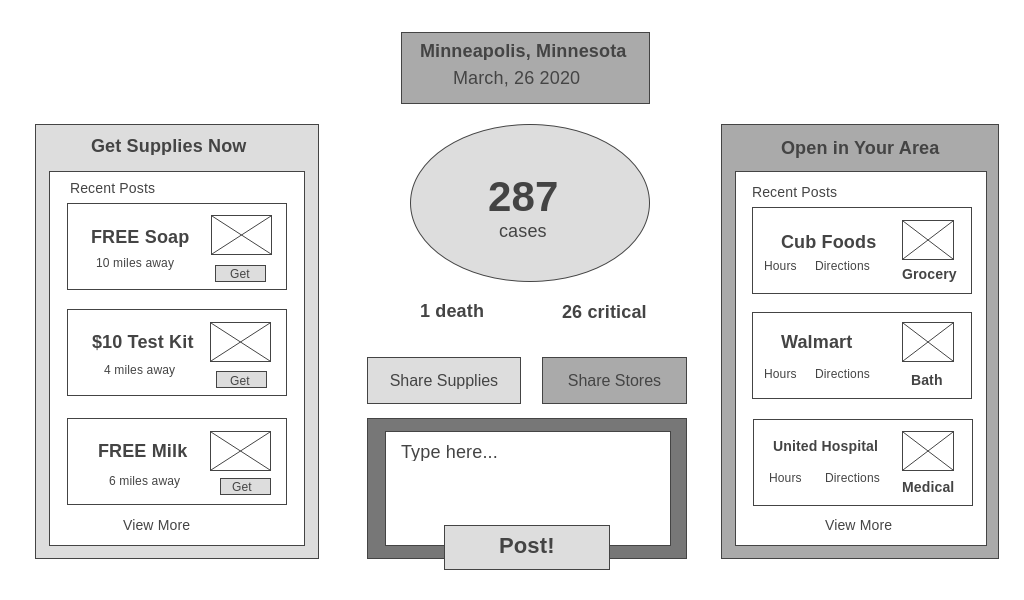 Minneapolis, Minnesota
March, 26 2020
Get Supplies Now
Recent Posts
FREE Soap
10 miles away
Get
$10 Test Kit
4 miles away
Get
FREE Milk
6 miles away
Get
View More
287
cases
1 death
26 critical
Share Supplies
Share Stores
Type here...
Post!
Open in Your Area
Recent Posts
Cub Foods
Hours
Directions
Grocery
Walmart
Hours
Directions
Bath
United Hospital
Hours
Directions
Medical
View More